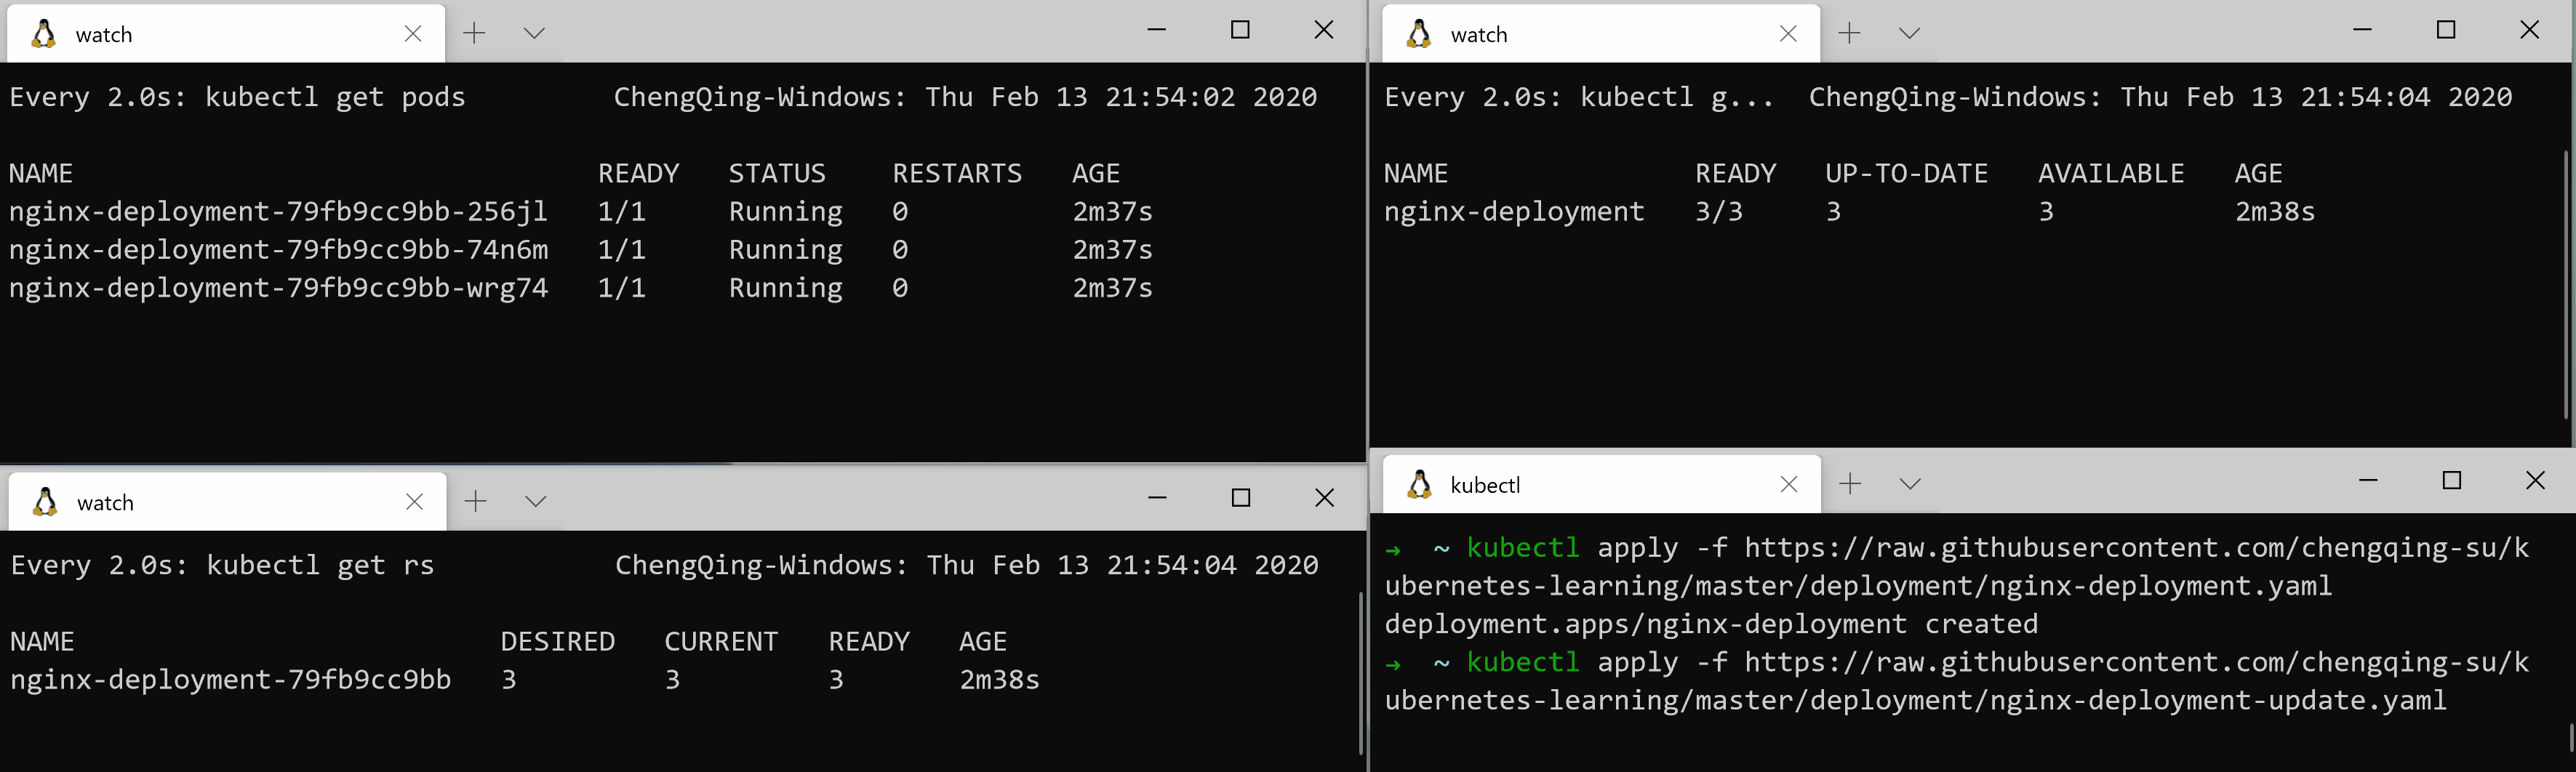 watch
Every 2.0s: kubectl get pods ChengQing-Windows: Thu Feb 13 21:54:02 2020
NAME READY STATUS RESTARTS AGE
nginx-deployment-79fb9cc9bb-256jl 1/1 Running 0 2m37s
nginx-deployment-79fb9cc9bb-74n6m 1/1 Running 0 2m37s
nginx-deployment-79fb9cc9bb-wrg74 1/1 Running 0 2m37s
watch
Every 2.0s: kubectl g... ChengQing-Windows: Thu Feb 13 21:54:04 2020
NAME READY UP-TO-DATE AVAILABLE AGE
nginx-deployment 3/3 3 3 2m38s
watch
Every 2.0s: kubectl get rs ChengQing-Windows: Thu Feb 13 21:54:04 2020
NAME DESIRED CURRENT READY AGE
nginx-deployment-79fb9cc9bb 3 3 3 2m38s
kubectl
→ ~ kubectl apply -f https://raw.githubusercontent.com/chengqing-su/k
ubernetes-learning/master/deployment/nginx-deployment.yaml
deployment.apps/nginx-deployment created
→ ~ kubectl apply -f https://raw.githubusercontent.com/chengqing-su/k
ubernetes-learning/master/deployment/nginx-deployment-update.yaml